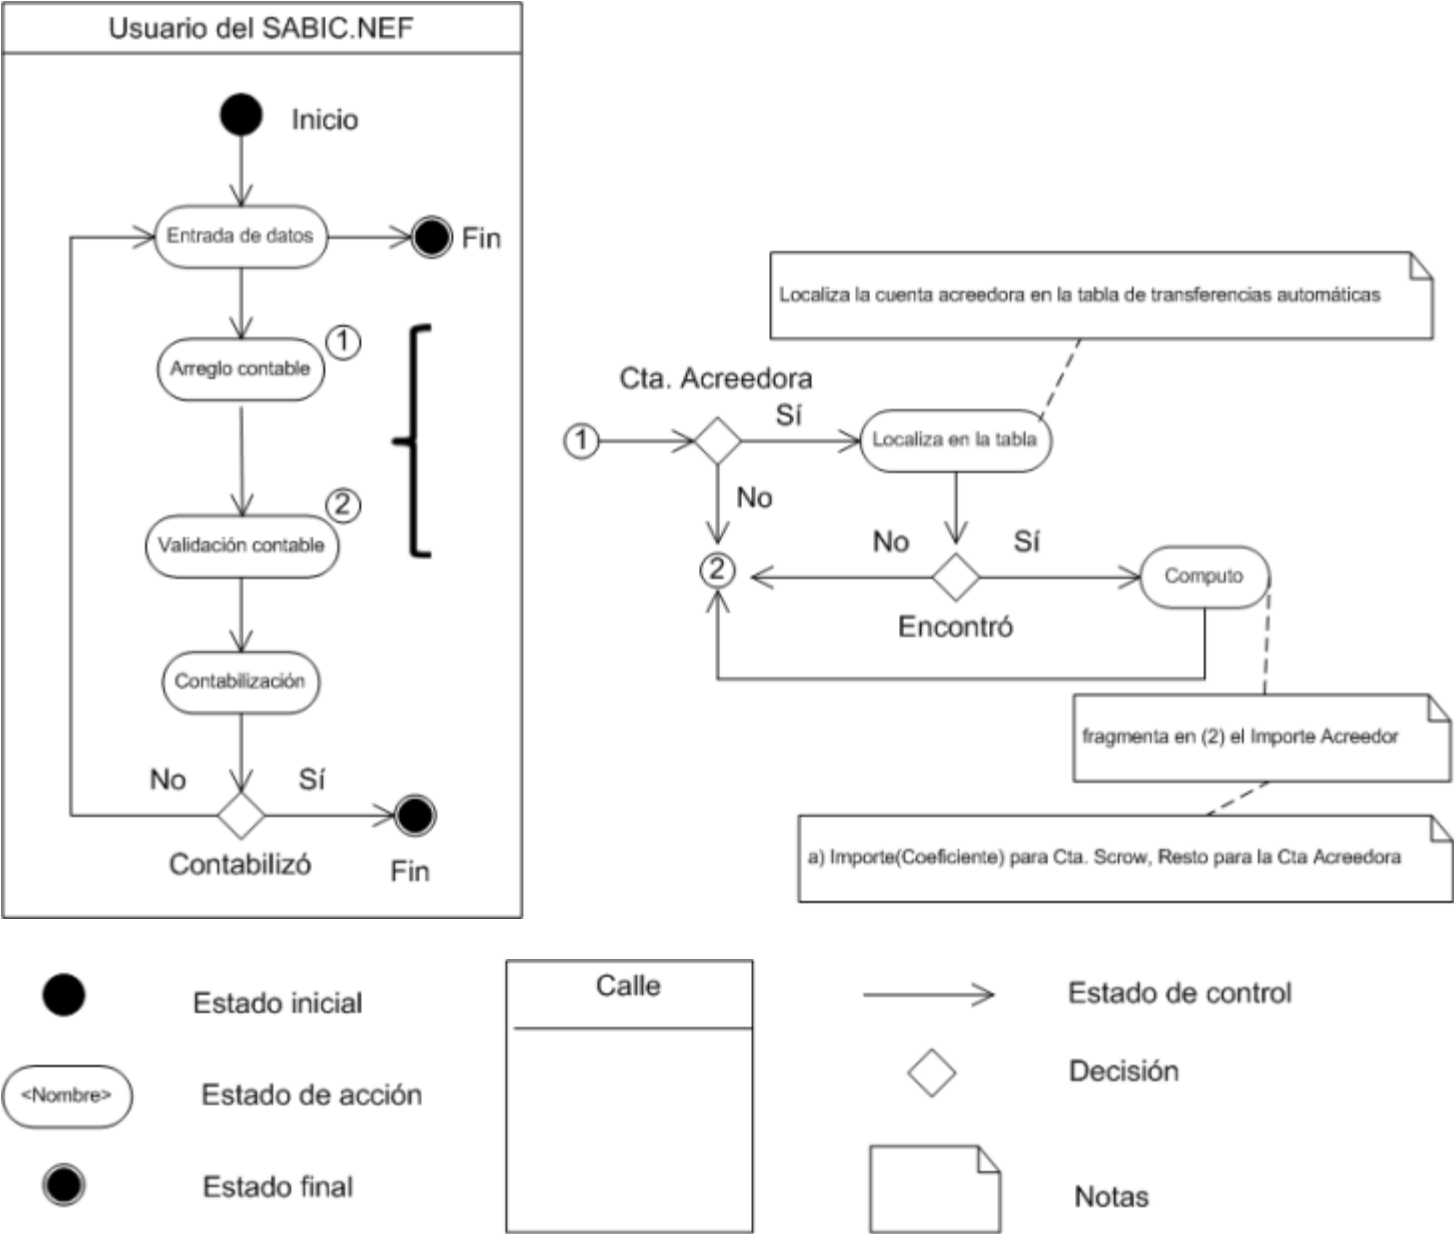 Usuario del SABIC.NEF
Inicio
Entrada de datos
Fin
1
Arreglo contable
2
Validación contable
Contabilización
No
Sí
Contabilizó
Fin
Localiza la cuenta acreedora en la tabla de transferencias automáticas
Cta. Acreedora
Sí
1
Localiza en la tabla
No
No
Sí
2
Computo
Encontró
fragmenta en (2) el Importe Acreedor
a) Importe(Coeficiente) para Cta. Scrow, Resto para la Cta Acreedora
Estado inicial
<Nombre>
Estado de acción
Estado final
Calle
Estado de control
Decisión
Notas